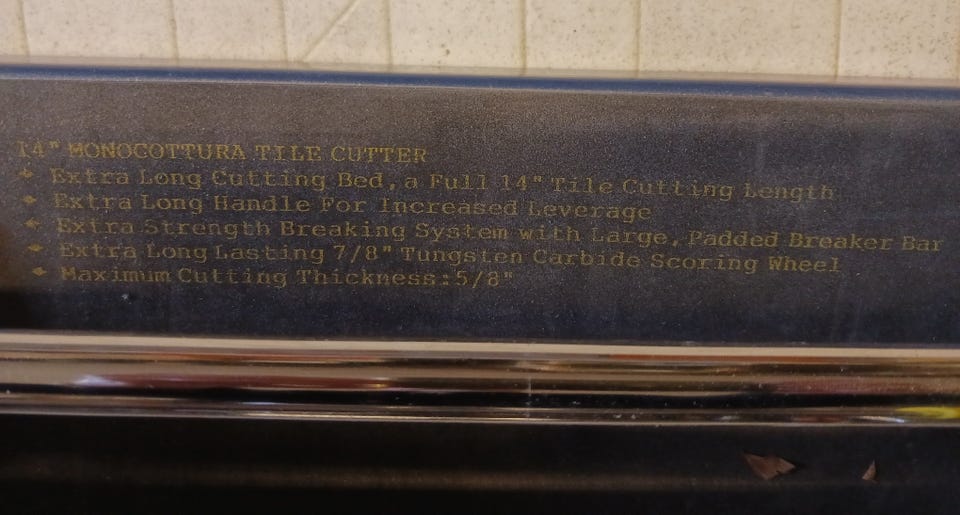 14" MONOCOTTURA TILE CUTTER
Extra Long Cutting Bed, a Full 14" Tile Cutting Length
Extra Long Handle For Increased Leverage
Extra Strength Breaking System with Large, Padded Breaker Bar
Extra Long Lasting 7/8" Tungsten Carbide Scoring Wheel
Maximum Cutting Thickness:5/8"